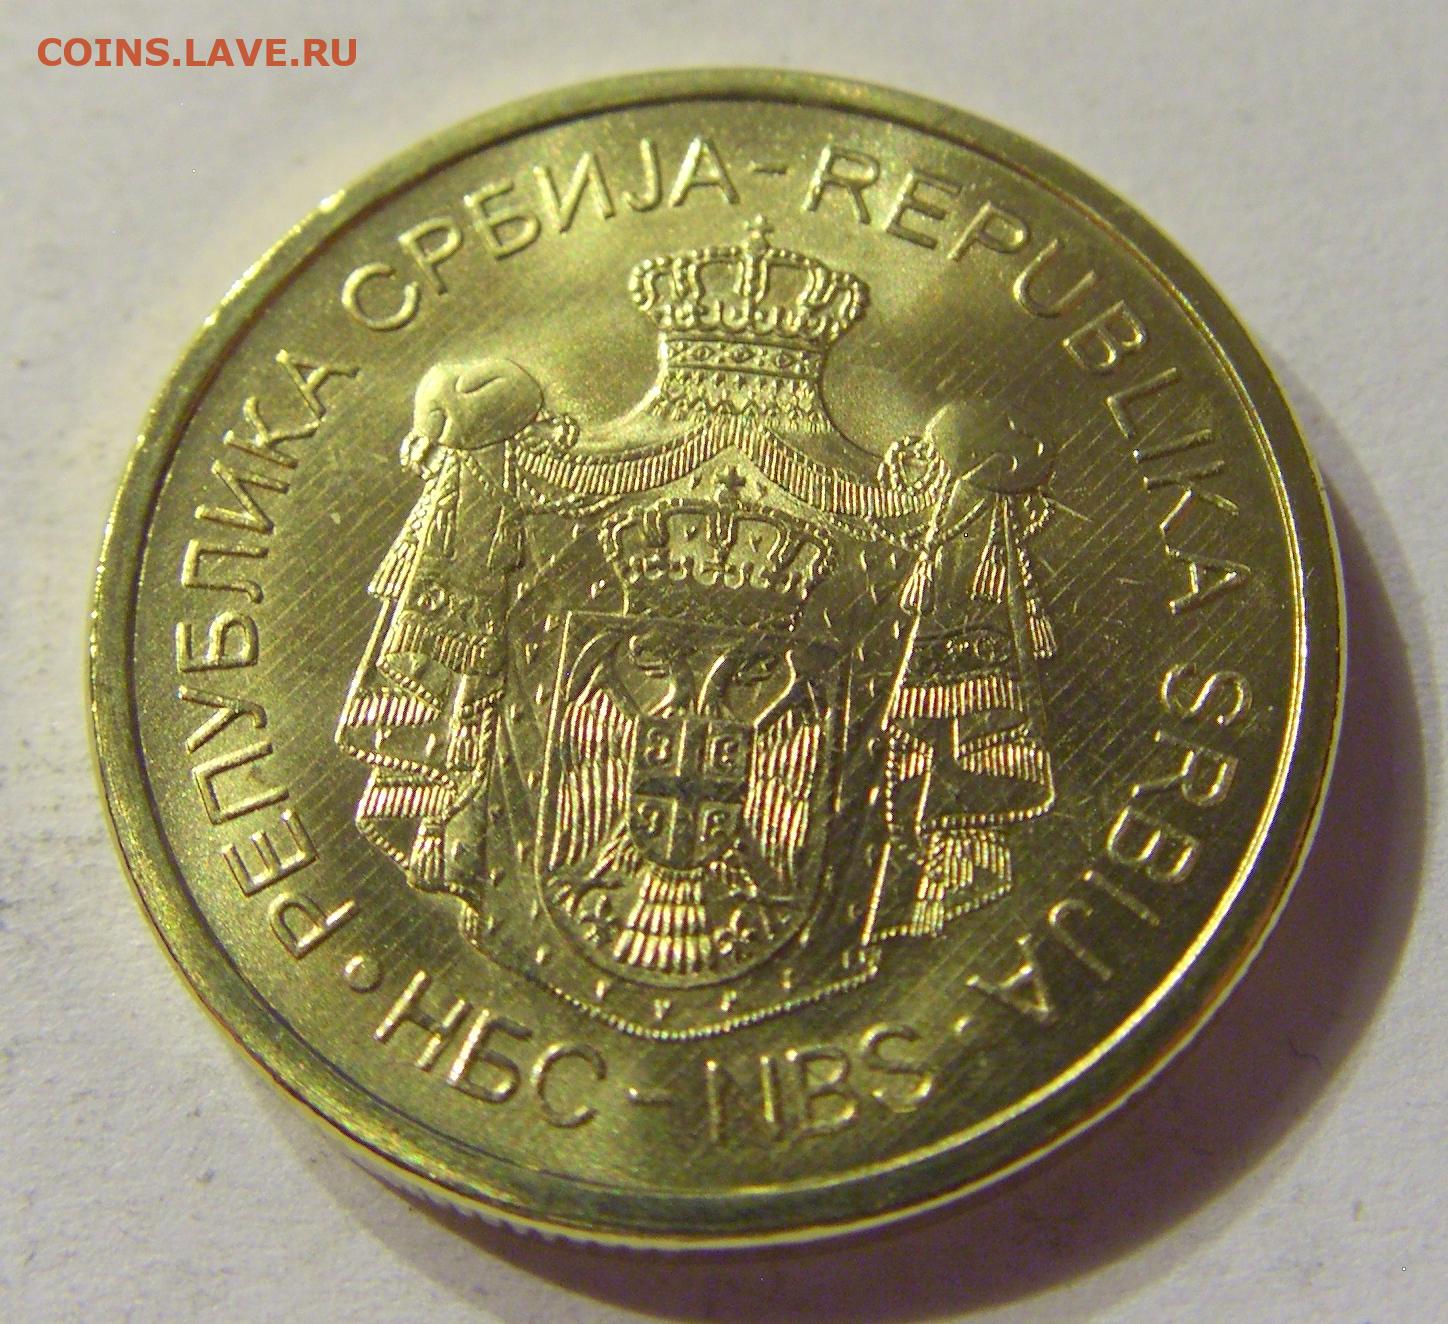 COINS.LAVE.RU
РЕПУБЛИКА СРБИЈА - REPUBLIKA SRBIJA
• НБС - NBS -